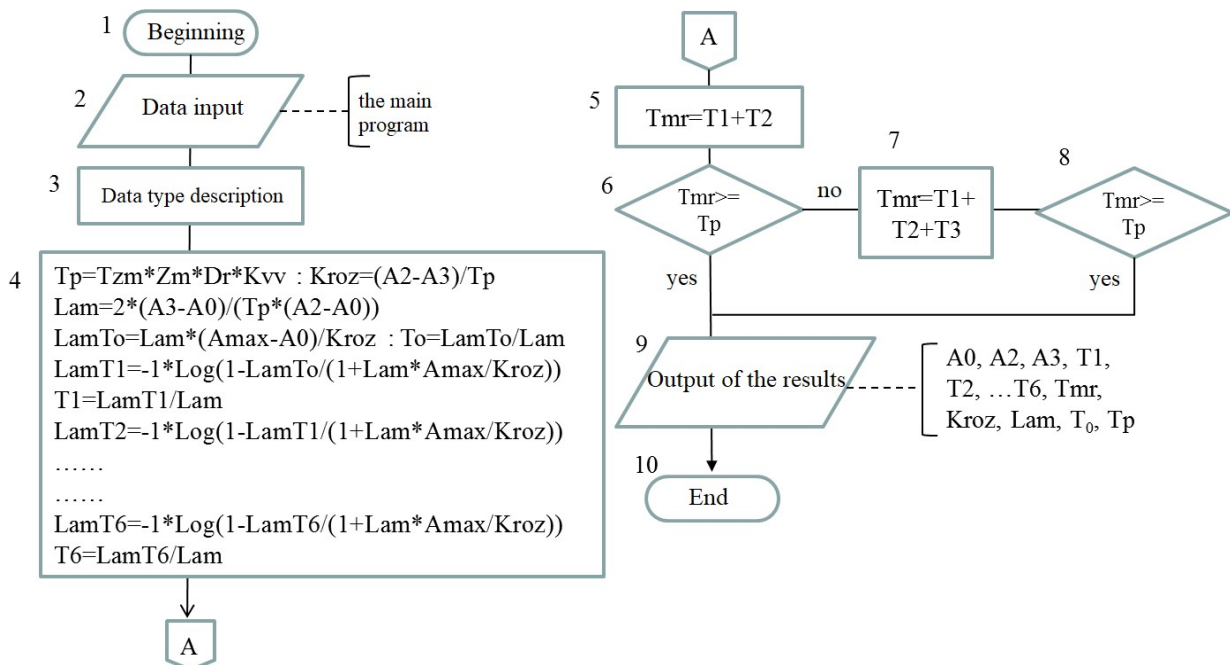 1
Beginning
2
Data input
the main
program
3
Data type description
4
Tp=Tzm*Zm*Dr*Kvv : Kroz=(A2-A3)/Tp
Lam=2*(A3-A0)/(Tp*(A2-A0))
LamTo=Lam*(Amax-A0)/Kroz : To=LamTo/Lam
LamT1=-1*Log(1-LamTo/(1+Lam*Amax/Kroz))
T1=LamT1/Lam
LamT2=-1*Log(1-LamT1/(1+Lam*Amax/Kroz))
……
……
LamT6=-1*Log(1-LamT6/(1+Lam*Amax/Kroz))
T6=LamT6/Lam
A
A
5
Tmr=T1+T2
6
Tmr>=
Tp
no
yes
7
Tmr=T1+
T2+T3
8
Tmr>=
Tp
yes
9
Output of the results
A0, A2, A3, T1,
T2, …T6, Tmr,
Kroz, Lam, T₀, Tp
10
End